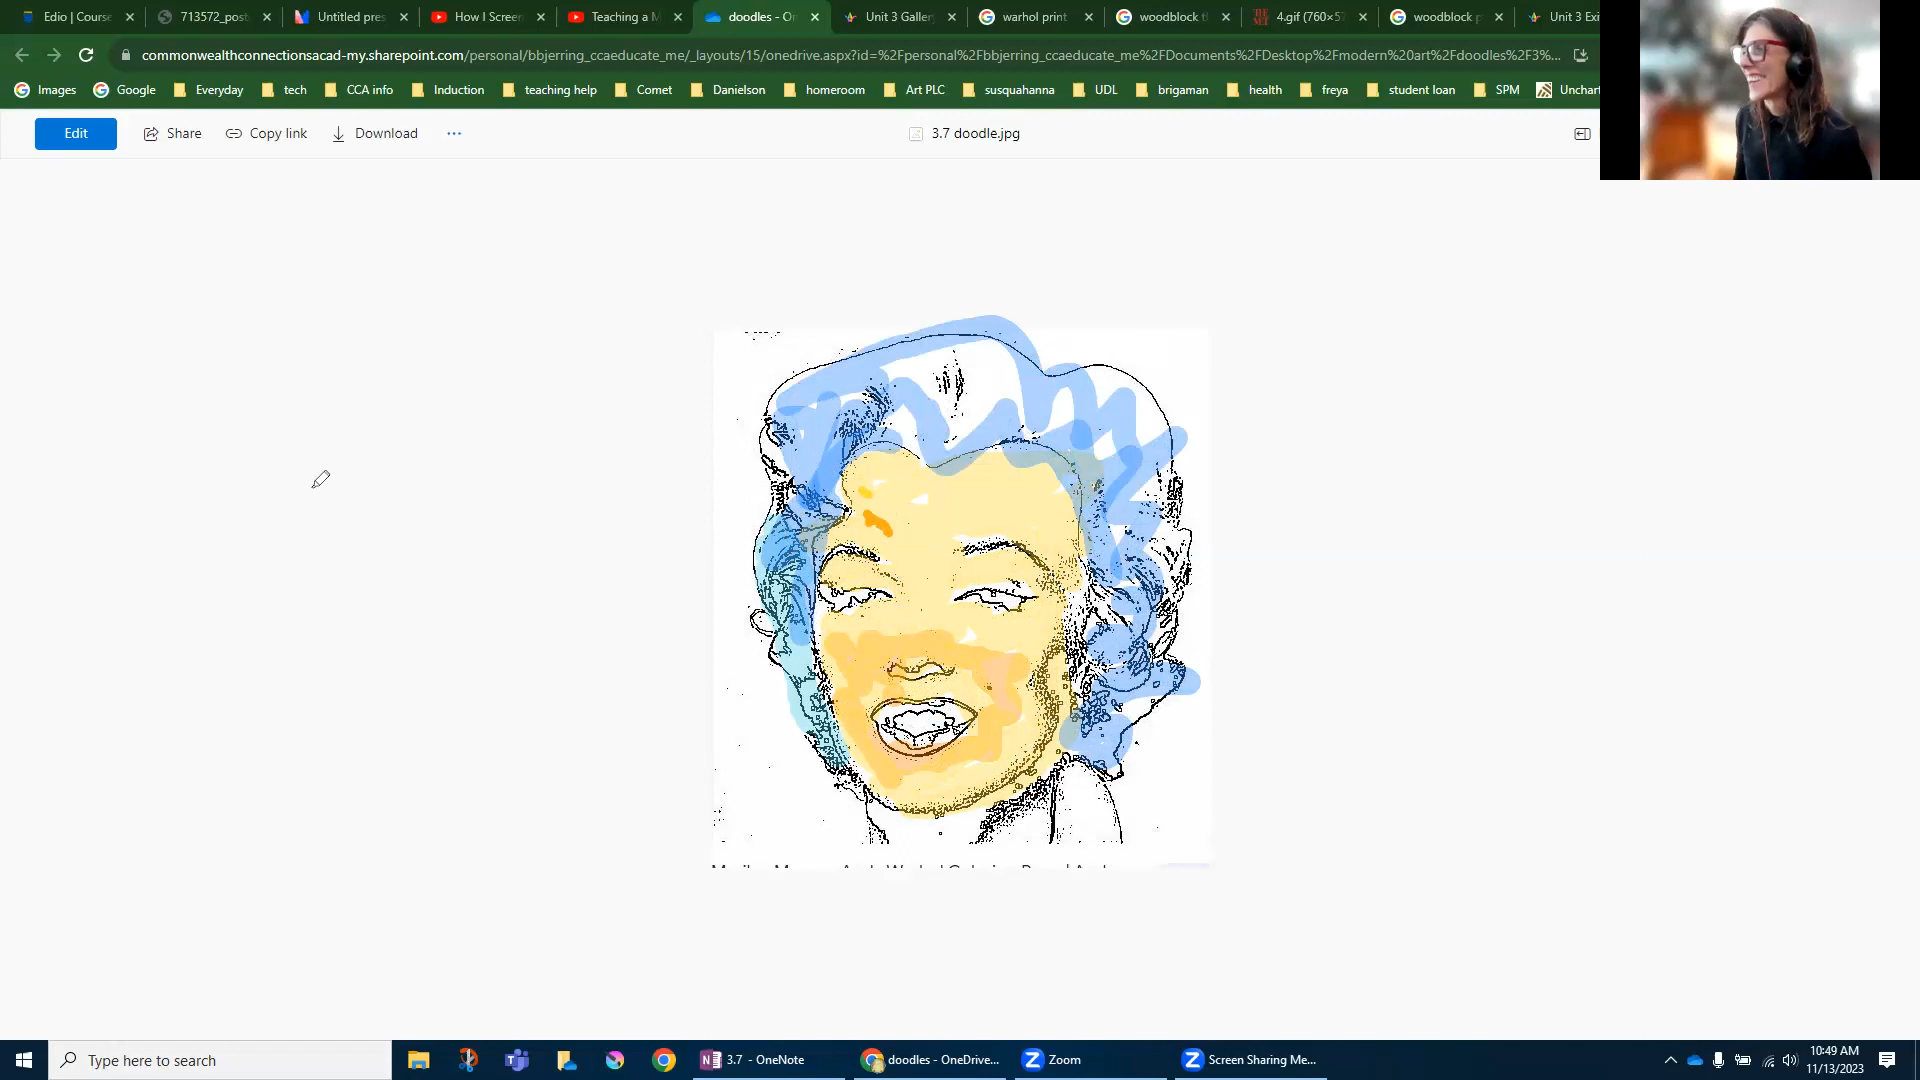 Edio | Course
713572_post
Untitled pres
How I Screen
Teaching a M
doodles - On
Unit 3 Galler
warhol print
woodblock t
4.gif (760×57
woodblock p
Unit 3 Exi
commonwealthconnectionsacad-my.sharepoint.com/personal/bbjerring_ccaeducate_me/_layouts/15/onedrive.aspx?id=%2Fpersonal%2Fbbjerring_ccaeducate_me%2FDocuments%2FDesktop%2Fmodern%20art%2Fdoodles%2F3%...
Images Google Everyday tech CCA info Induction teaching help Comet Danielson homeroom Art PLC susquahanna UDL brigaman health freya student loan SPM Unchart
Edit Share Copy link Download ... 3.7 doodle.jpg
Type here to search
3.7 - OneNote
doodles - OneDrive...
Zoom
Screen Sharing Me...
10:49 AM
11/13/2023